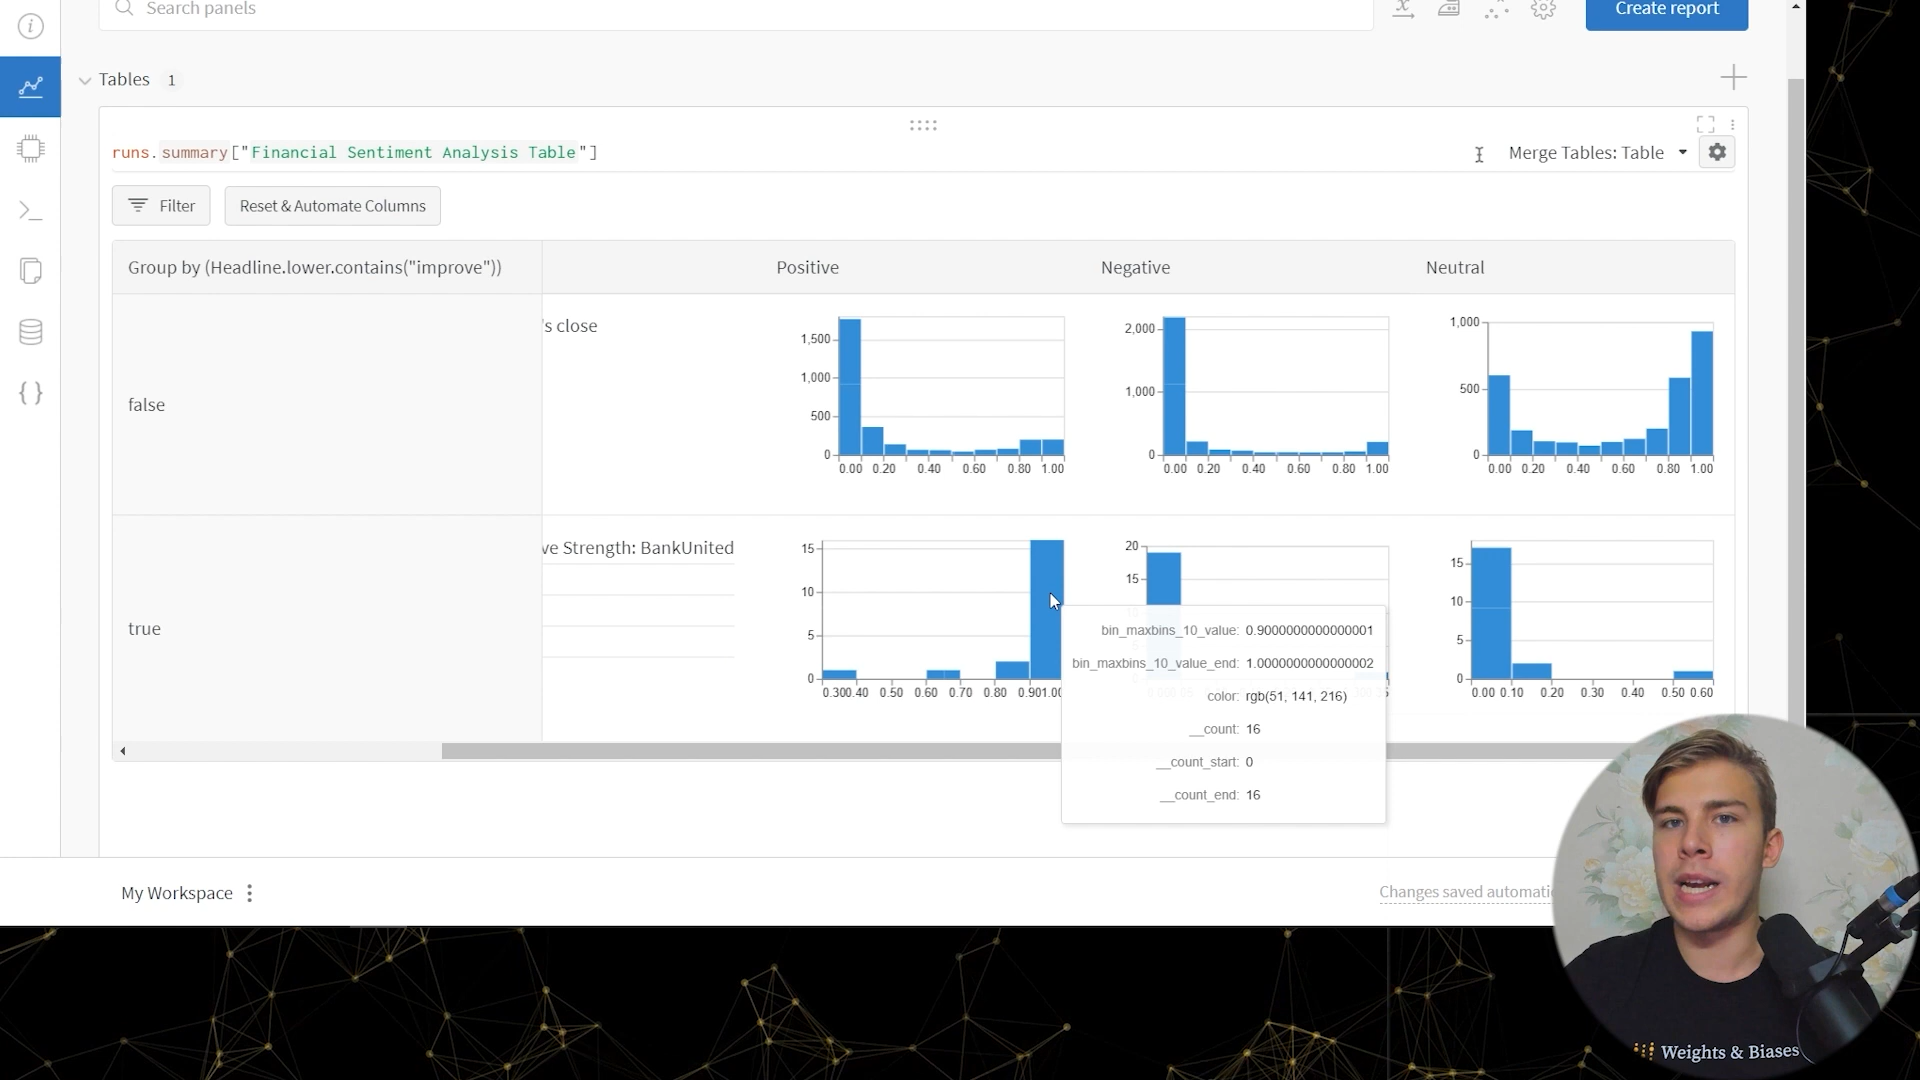 Search panels
Create report
Tables 1
runs.summary["Financial Sentiment Analysis Table"]
Merge Tables: Table
Filter
Reset & Automate Columns
Group by (Headline.lower.contains("improve"))
Positive
Negative
Neutral
false
's close
1,500
1,000
500
0
0.00 0.20 0.40 0.60 0.80 1.00
2,000
1,000
0
0.00 0.20 0.40 0.60 0.80 1.00
1,000
500
0
0.00 0.20 0.40 0.60 0.80 1.00
true
ve Strength: BankUnited
15
10
5
0
0.300.40 0.50 0.60 0.70 0.80 0.901.00
20
15
15
10
5
0
0.00 0.10 0.20 0.30 0.40 0.50 0.60
bin_maxbins_10_value: 0.9000000000000001
bin_maxbins_10_value_end: 1.0000000000000002
color: rgb(51, 141, 216)
__count: 16
__count_start: 0
__count_end: 16
My Workspace
Changes saved automatic
Weights & Biases